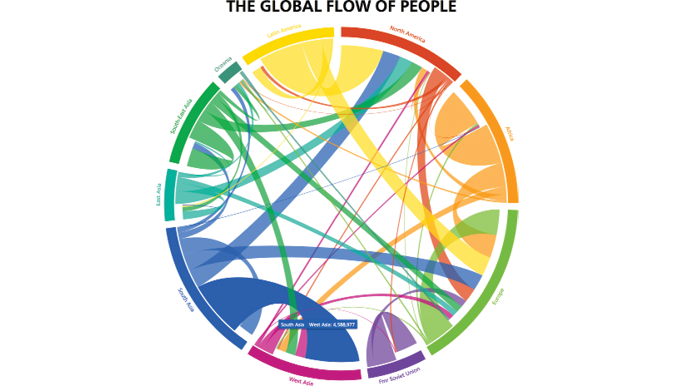 THE GLOBAL FLOW OF PEOPLE
Latin America
North America
Oceania
South-East Asia
Africa
East Asia
South Asia
Europe
South Asia West Asia: 4,588,977
West Asia
Fmr Soviet Union